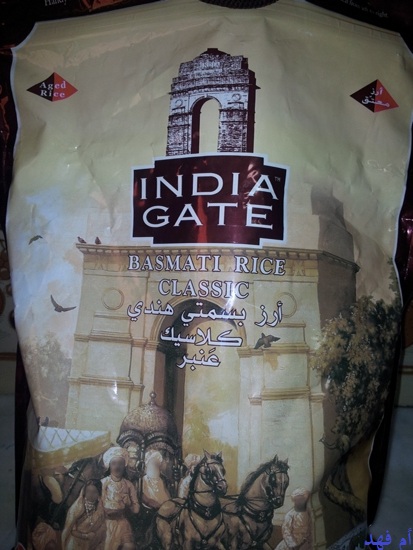 Aged
Rice
أرز
معتق
INDIA
GATE
BASMATI RICE
CLASSIC
أرز بسمتي هندي
كلاسيك
عنبر
أم فهد